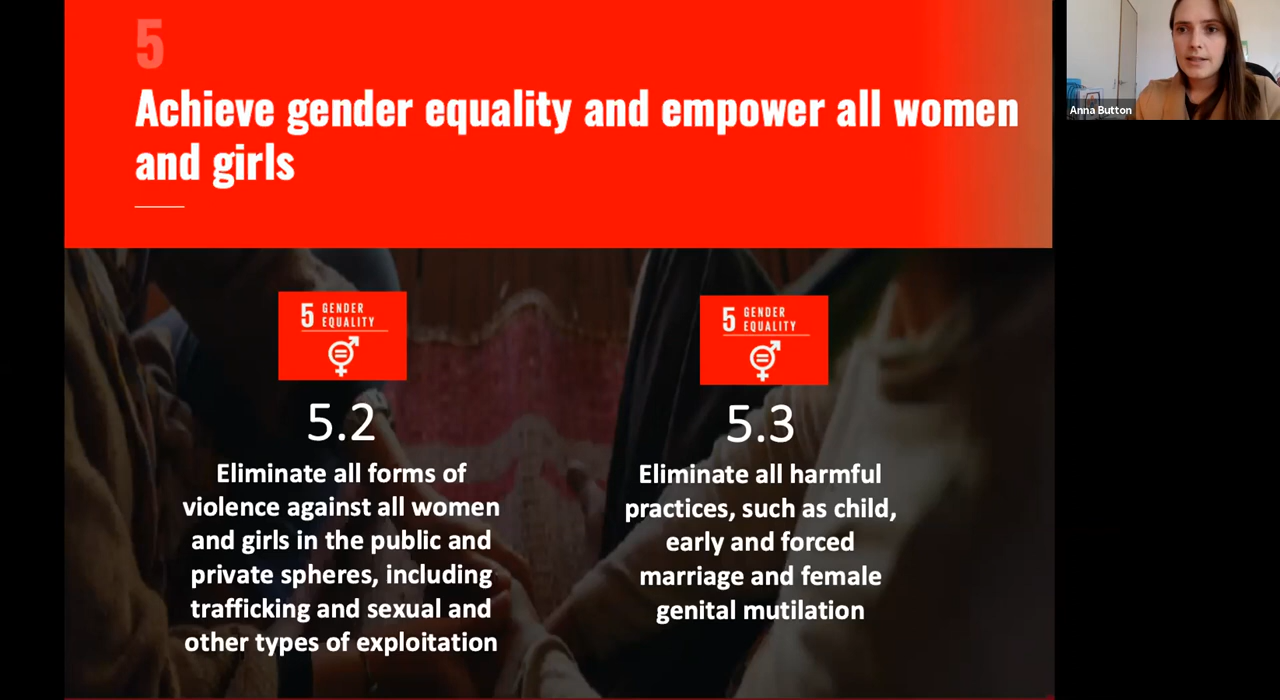 5
Achieve gender equality and empower all women
and girls
Anna Button
5 GENDER
EQUALITY
5.2
Eliminate all forms of
violence against all women
and girls in the public and
private spheres, including
trafficking and sexual and
other types of exploitation
5 GENDER
EQUALITY
5.3
Eliminate all harmful
practices, such as child,
early and forced
marriage and female
genital mutilation